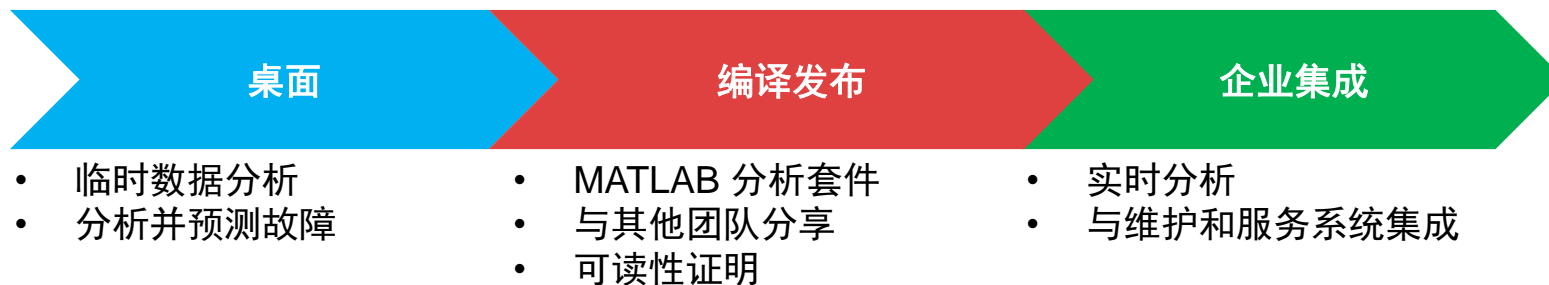 桌面
编译发布
企业集成
• 临时数据分析
• 分析并预测故障
• MATLAB 分析套件
• 与其他团队分享
• 可读性证明
• 实时分析
• 与维护和服务系统集成